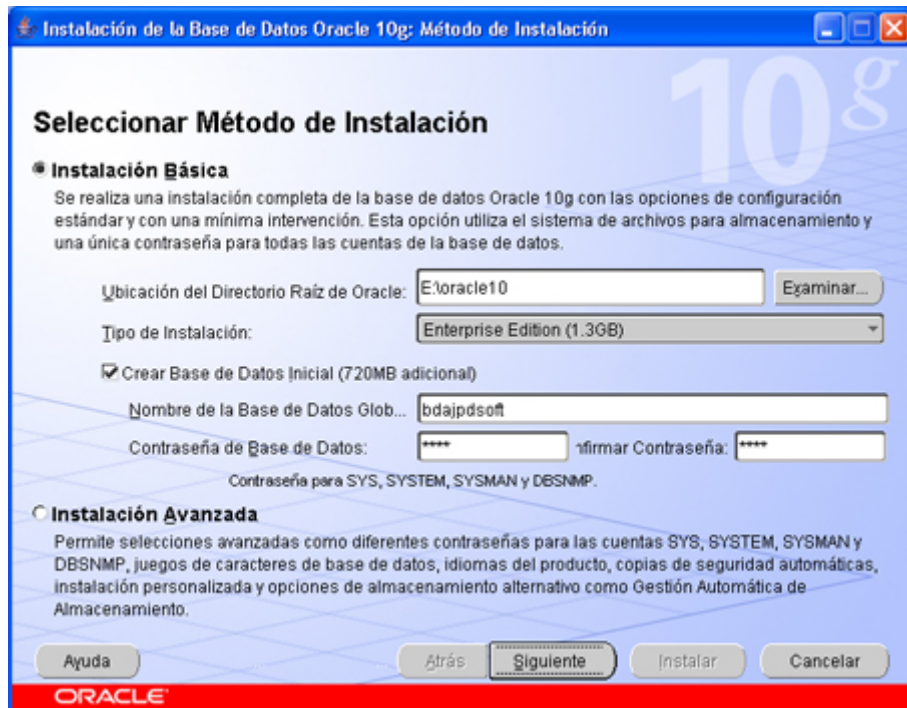 Instalación de la Base de Datos Oracle 10g: Método de Instalación
10g
Seleccionar Método de Instalación
Instalación Básica
Se realiza una instalación completa de la base de datos Oracle 10g con las opciones de configuración
estándar y con una mínima intervención. Esta opción utiliza el sistema de archivos para almacenamiento y
una única contraseña para todas las cuentas de la base de datos.
Ubicación del Directorio Raíz de Oracle: E:\oracle10 Examinar...
Tipo de Instalación: Enterprise Edition (1.3GB)
Crear Base de Datos Inicial (720MB adicional)
Nombre de la Base de Datos Glob... bdajpdsoft
Contraseña de Base de Datos: **** nfirmar Contraseña: ****
Contraseña para SYS, SYSTEM, SYSMAN y DBSNMP.
Instalación Avanzada
Permite selecciones avanzadas como diferentes contraseñas para las cuentas SYS, SYSTEM, SYSMAN y
DBSNMP, juegos de caracteres de base de datos, idiomas del producto, copias de seguridad automáticas,
instalación personalizada y opciones de almacenamiento alternativo como Gestión Automática de
Almacenamiento.
Ayuda Atrás Siguiente Instalar Cancelar
ORACLE